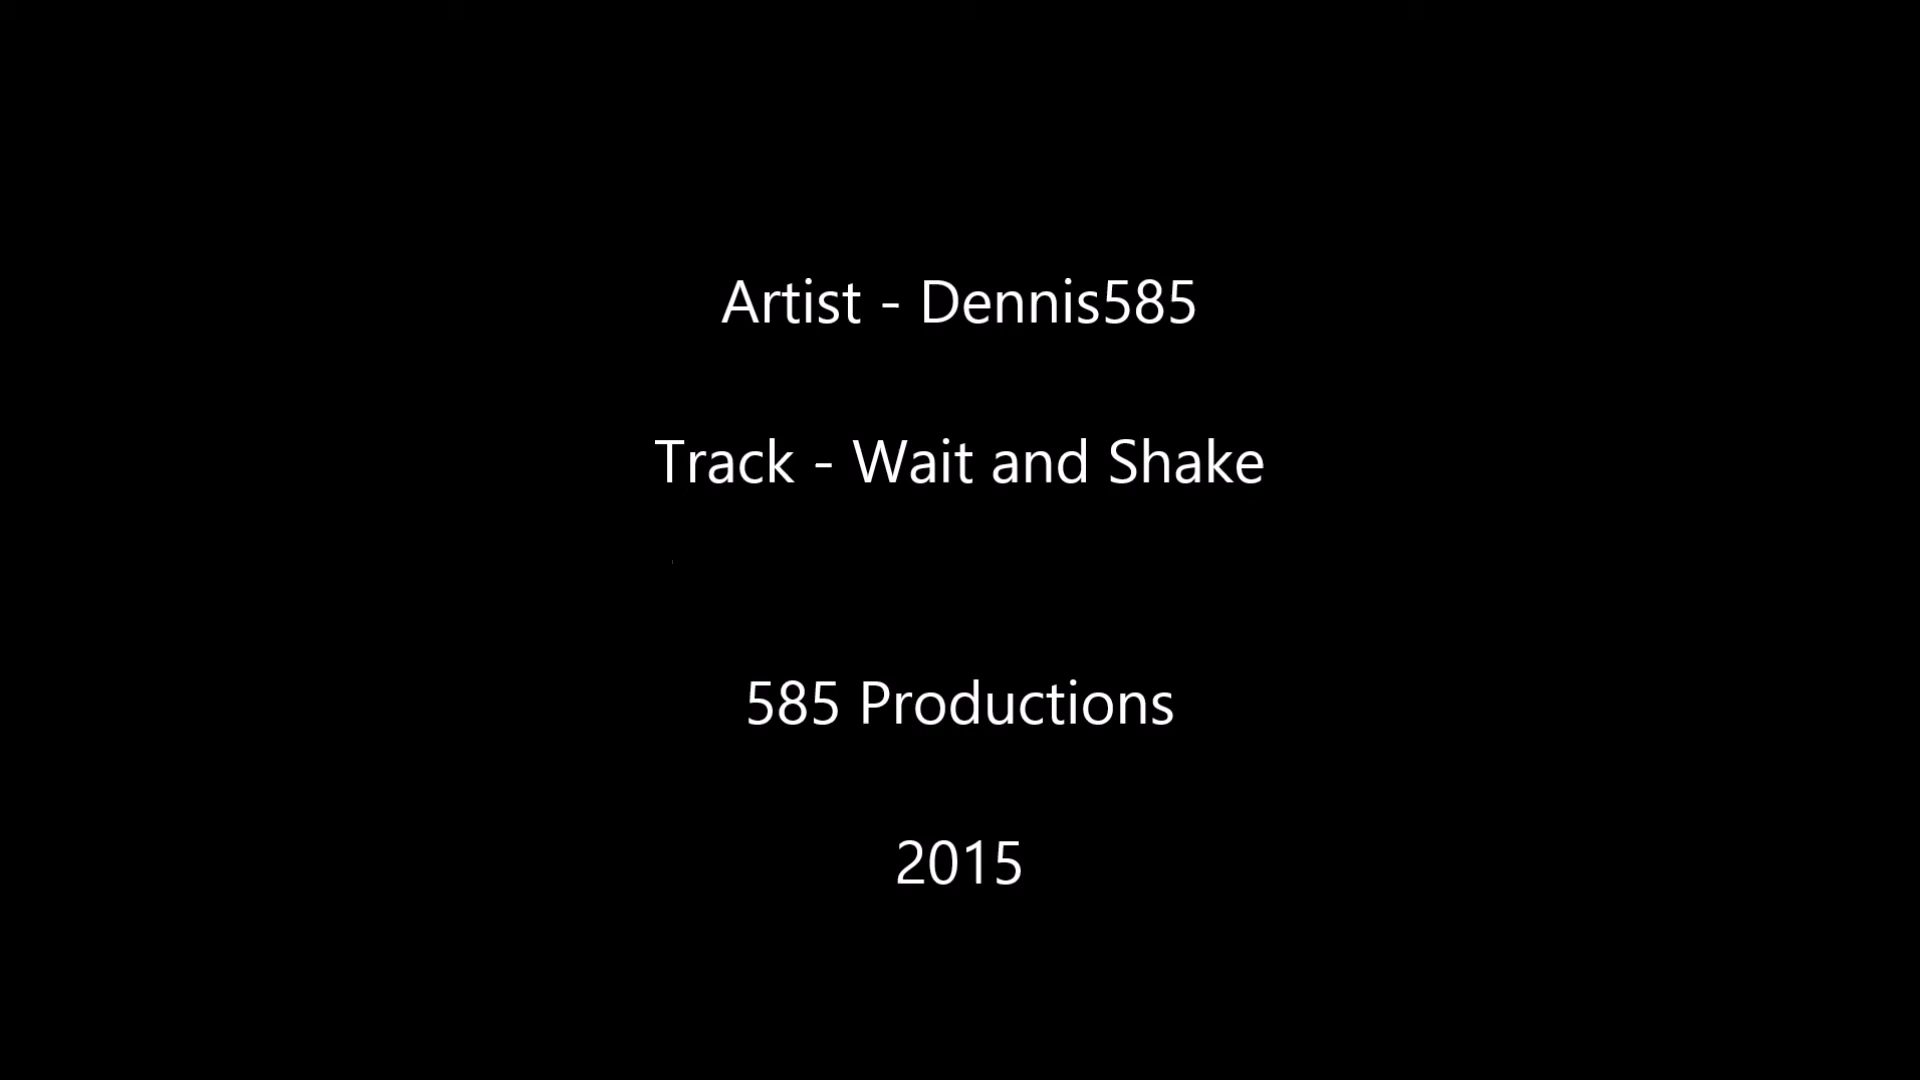 Artist - Dennis585
Track - Wait and Shake
585 Productions
2015